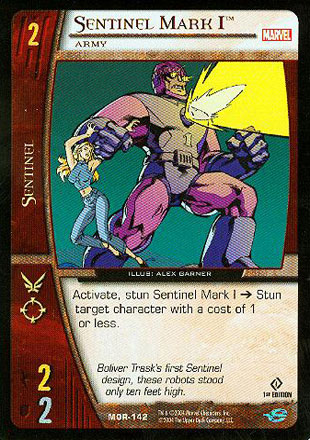 2
SENTINEL MARK I™
ARMY
MARVEL
SENTINEL
1
ILLUS: ALEX GARNER
Activate, stun Sentinel Mark I ➔ Stun
target character with a cost of 1
or less.
2
2
Boliver Trask's first Sentinel
design, these robots stood
only ten feet high.
1ST EDITION
MOR-142